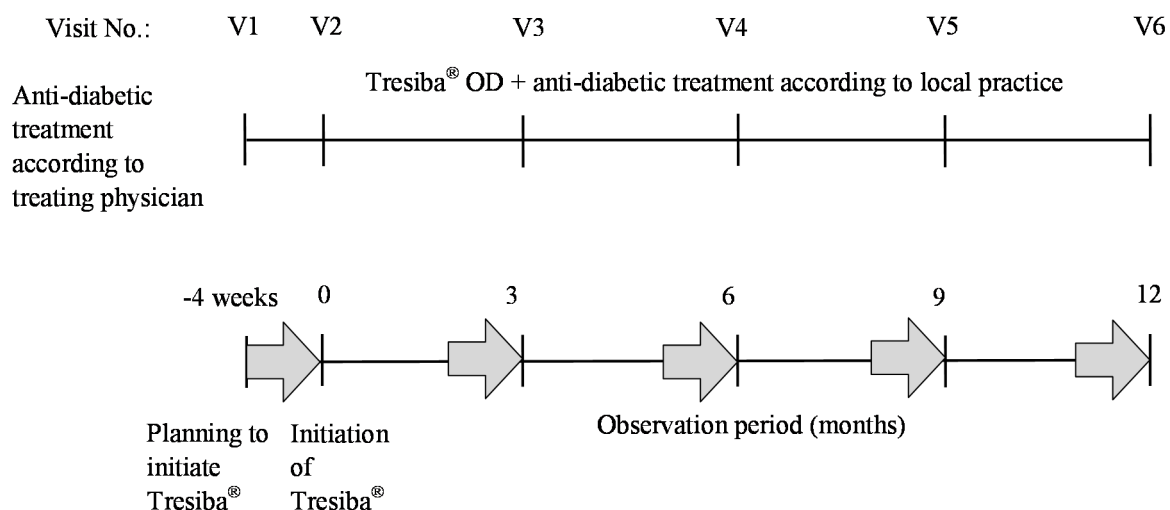 Visit No.: V1 V2 V3 V4 V5 V6
Tresiba® OD + anti-diabetic treatment according to local practice
Anti-diabetic
treatment
according to
treating physician
-4 weeks 0 3 6 9 12
Planning to
initiate
Tresiba®
Initiation
of
Tresiba®
Observation period (months)